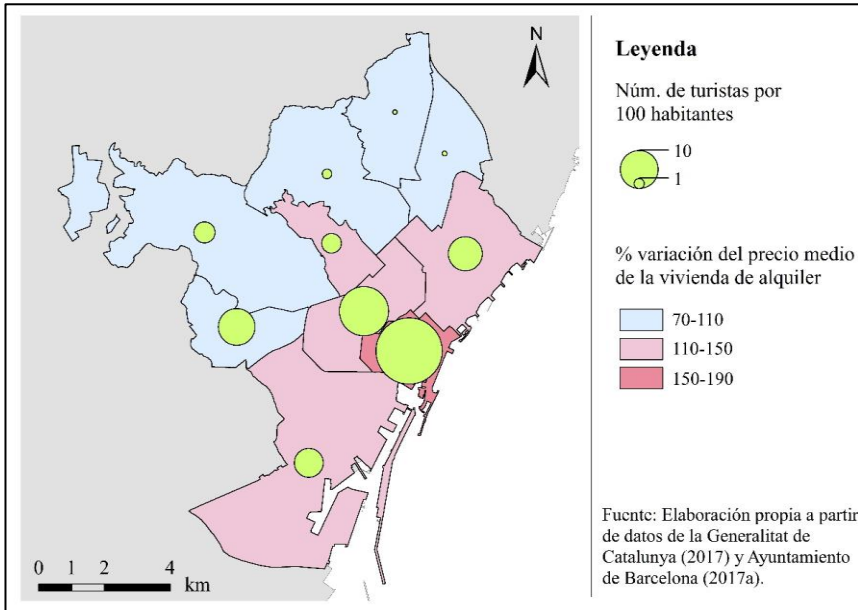 N
Leyenda
Núm. de turistas por
100 habitantes
10
1
% variación del precio medio
de la vivienda de alquiler
70-110
110-150
150-190
Fuente: Elaboración propia a partir
de datos de la Generalitat de
Catalunya (2017) y Ayuntamiento
de Barcelona (2017a).
0 1 2 4
km